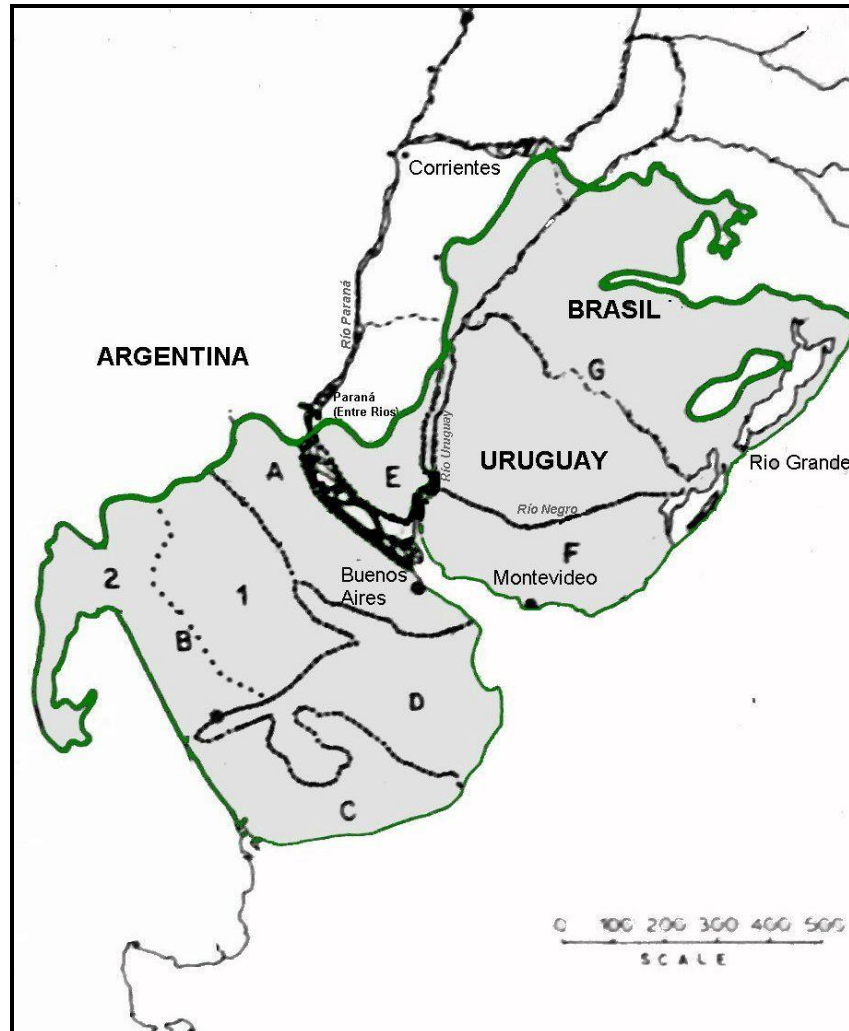 Corrientes
Río Paraná
BRASIL
ARGENTINA
G
Paraná
(Entre Rios)
Río Uruguay
A
E
URUGUAY
Rio Grande
Río Negro
2
1
F
Buenos
Aires
Montevideo
B
D
C
0 100 200 300 400 500
SCALE